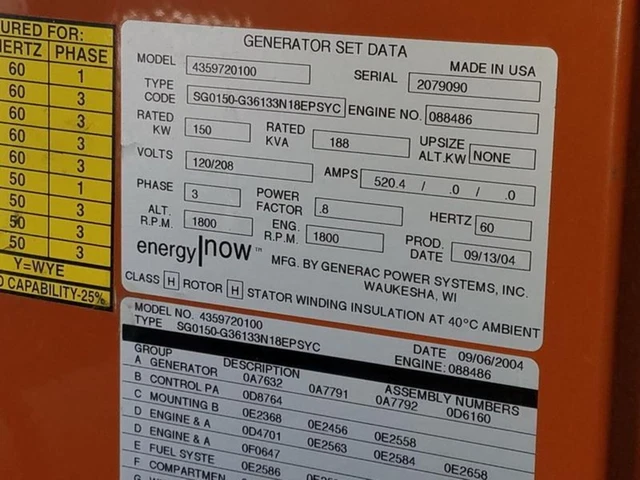 URED FOR:
HERTZ PHASE
60 1
60 3
60 3
60 3
60 3
50 1
50 3
50 3
50 3
Y=WYE
D CAPABILITY-25%
GENERATOR SET DATA
MODEL 4359720100 SERIAL 2079090 MADE IN USA
TYPE CODE SG0150-G36133N18EPSYC ENGINE NO. 088486
RATED KW 150 RATED KVA 188 UPSIZE ALT.KW NONE
VOLTS 120/208 AMPS 520.4 / .0 / .0
PHASE 3 POWER FACTOR .8 HERTZ 60
ALT. R.P.M. 1800 ENG. R.P.M. 1800 PROD. DATE 09/13/04
energy|now™ MFG. BY GENERAC POWER SYSTEMS, INC.
WAUKESHA, WI
CLASS H ROTOR H STATOR WINDING INSULATION AT 40°C AMBIENT
MODEL NO. 4359720100 DATE 09/06/2004
TYPE SG0150-G36133N18EPSYC ENGINE: 088486
GROUP DESCRIPTION ASSEMBLY NUMBERS
A GENERATOR 0A7632 0A7791 0A7792 0D6160
B CONTROL PA 0D8764
C MOUNTING B 0E2368 0E2456 0E2558
D ENGINE & A 0D4701 0E2563 0E2584 0E2658
D ENGINE & A 0F0647
E FUEL SYSTE 0E2586
F COMPARTMEN